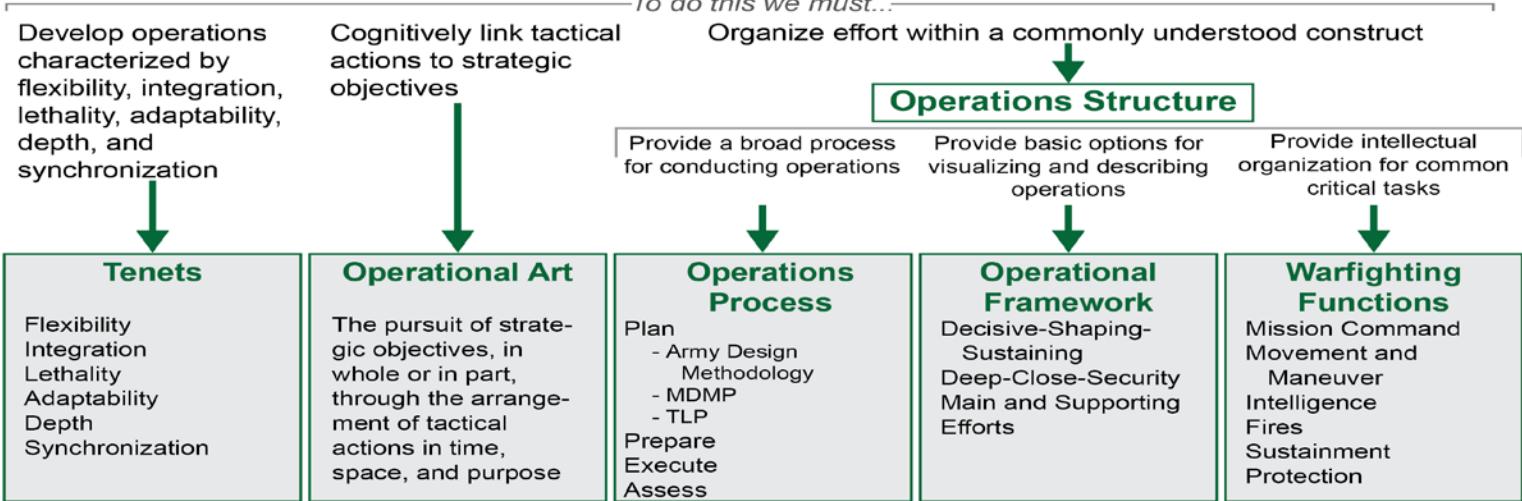 To do this we must...
Develop operations
characterized by
flexibility, integration,
lethality, adaptability,
depth, and
synchronization
Cognitively link tactical
actions to strategic
objectives
Organize effort within a commonly understood construct
Operations Structure
Provide a broad process
for conducting operations
Provide basic options for
visualizing and describing
operations
Provide intellectual
organization for common
critical tasks
Tenets
Flexibility
Integration
Lethality
Adaptability
Depth
Synchronization
Operational Art
The pursuit of strate-
gic objectives, in
whole or in part,
through the arrange-
ment of tactical
actions in time,
space, and purpose
Operations
Process
Plan
- Army Design
Methodology
- MDMP
- TLP
Prepare
Execute
Assess
Operational
Framework
Decisive-Shaping-
Sustaining
Deep-Close-Security
Main and Supporting
Efforts
Warfighting
Functions
Mission Command
Movement and
Maneuver
Intelligence
Fires
Sustainment
Protection